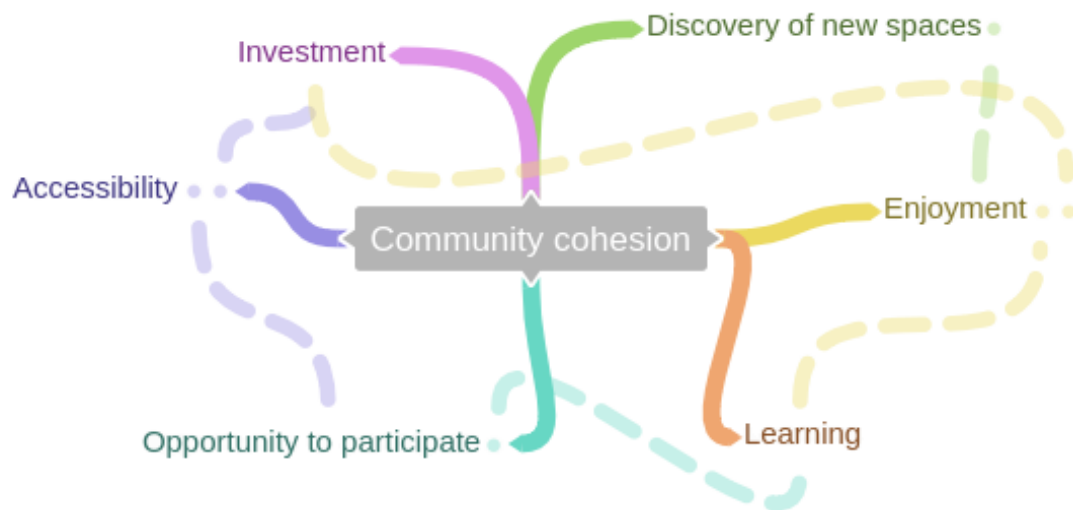 Discovery of new spaces
Investment
Accessibility
Enjoyment
Community cohesion
Opportunity to participate
Learning